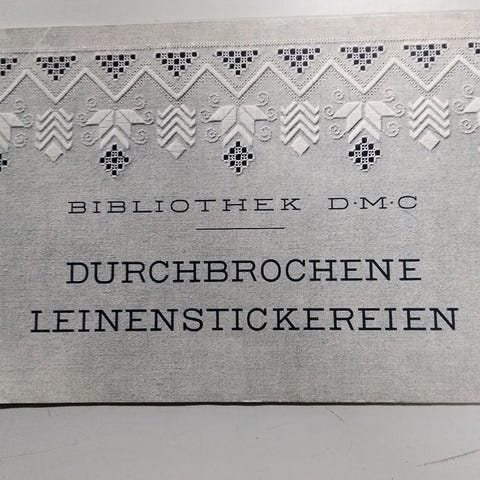 BIBLIOTHEK D·M·C
DURCHBROCHENE
LEINENSTICKEREIEN